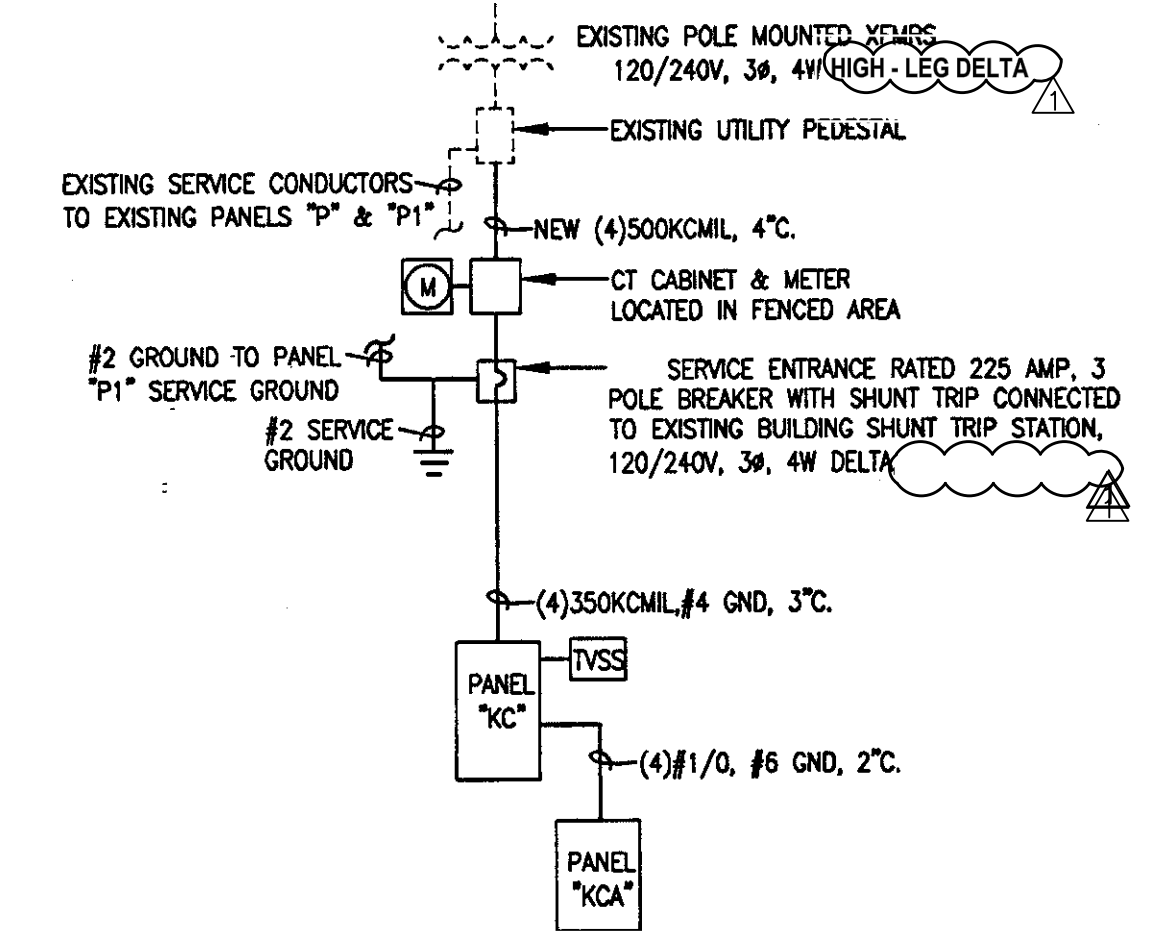 EXISTING POLE MOUNTED XFMRS
120/240V, 3ø, 4W HIGH - LEG DELTA
1
EXISTING UTILITY PEDESTAL
EXISTING SERVICE CONDUCTORS
TO EXISTING PANELS "P" & "P1"
NEW (4)500KCMIL, 4"C.
M
CT CABINET & METER
LOCATED IN FENCED AREA
#2 GROUND TO PANEL
"P1" SERVICE GROUND
#2 SERVICE
GROUND
SERVICE ENTRANCE RATED 225 AMP, 3
POLE BREAKER WITH SHUNT TRIP CONNECTED
TO EXISTING BUILDING SHUNT TRIP STATION,
120/240V, 3ø, 4W DELTA
1
(4)350KCMIL,#4 GND, 3"C.
TVSS
PANEL
"KC"
(4)#1/0, #6 GND, 2"C.
PANEL
"KCA"